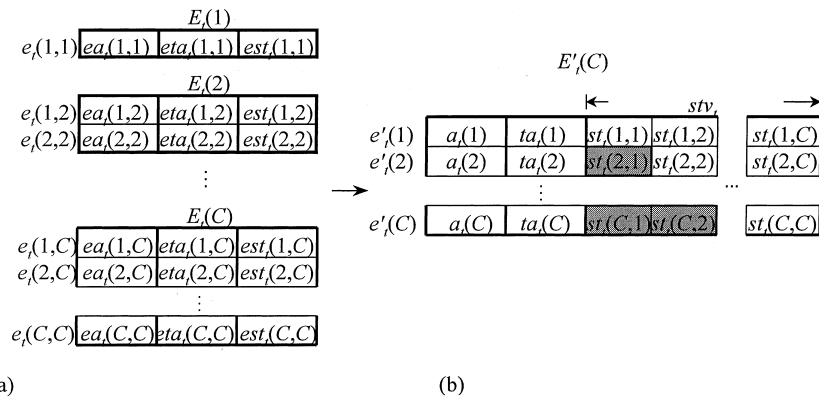 E_t(1)
e_t(1,1) ea_t(1,1) eta_t(1,1) est_t(1,1)
E_t(2)
e_t(1,2) ea_t(1,2) eta_t(1,2) est_t(1,2)
e_t(2,2) ea_t(2,2) eta_t(2,2) est_t(2,2)
⋮
E_t(C)
e_t(1,C) ea_t(1,C) eta_t(1,C) est_t(1,C)
e_t(2,C) ea_t(2,C) eta_t(2,C) est_t(2,C)
⋮
e_t(C,C) ea_t(C,C) eta_t(C,C) est_t(C,C)
a)
E'_t(C)
stv_t
e'_t(1) a_t(1) ta_t(1) st_t(1,1) st_t(1,2) st_t(1,C)
e'_t(2) a_t(2) ta_t(2) st_t(2,1) st_t(2,2) ... st_t(2,C)
⋮
e'_t(C) a_t(C) ta_t(C) st_t(C,1) st_t(C,2) st_t(C,C)
(b)